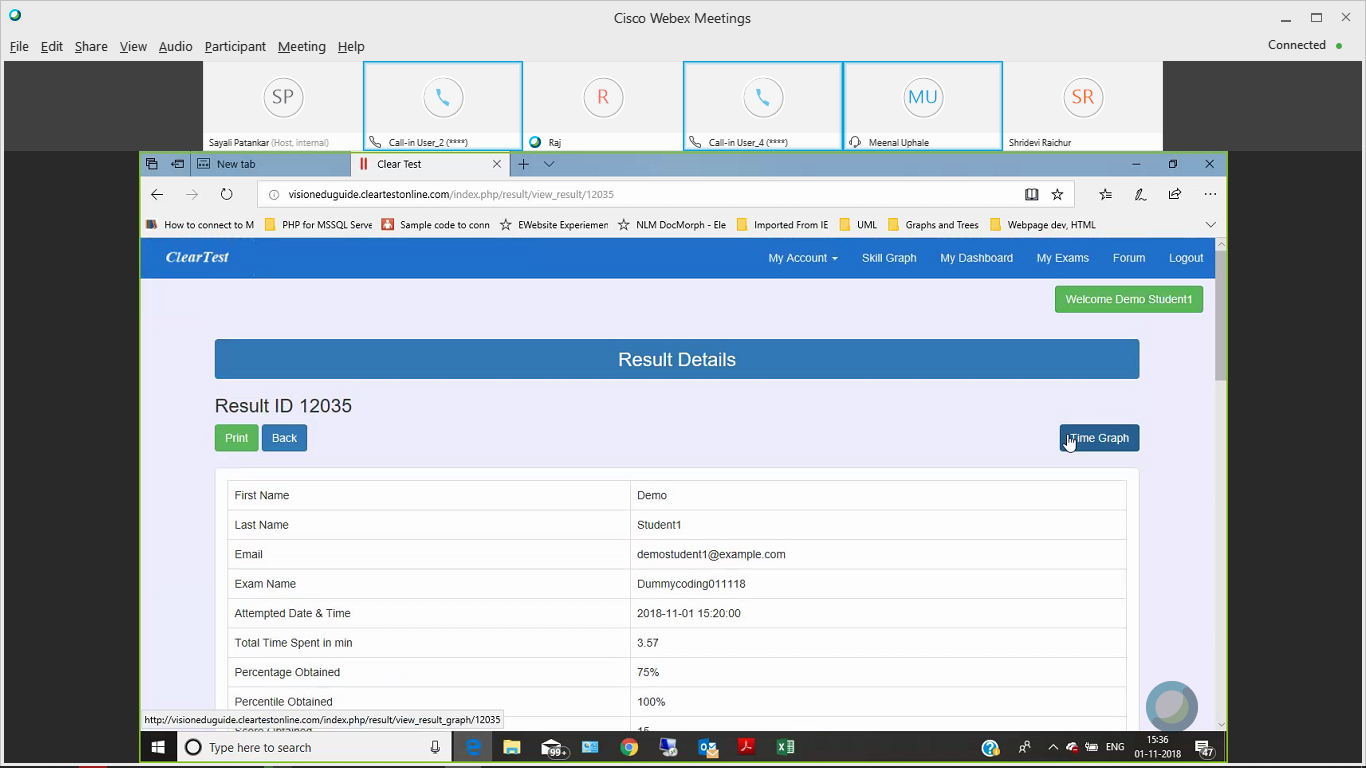 Cisco Webex Meetings
File Edit Share View Audio Participant Meeting Help
Connected
SP R MU SR
Sayali Patankar (Host, internal) Call-in User_2 (****) Raj Call-in User_4 (****) Meenal Uphale Shridevi Raichur
New tab Clear Test
visioneduguide.cleartestonline.com/index.php/result/view_result/12035
How to connect to M PHP for MSSQL Serve Sample code to conn EWebsite Experiemen NLM DocMorph - Ele Imported From IE UML Graphs and Trees Webpage dev, HTML
ClearTest My Account Skill Graph My Dashboard My Exams Forum Logout
Welcome Demo Student1
Result Details
Result ID 12035
Print Back Time Graph
First Name Demo
Last Name Student1
Email demostudent1@example.com
Exam Name Dummycoding011118
Attempted Date & Time 2018-11-01 15:20:00
Total Time Spent in min 3.57
Percentage Obtained 75%
Percentile Obtained 100%
http://visioneduguide.cleartestonline.com/index.php/result/view_result_graph/12035
Score Obtained 15
Type here to search 99+ ENG 15:36
01-11-2018 47